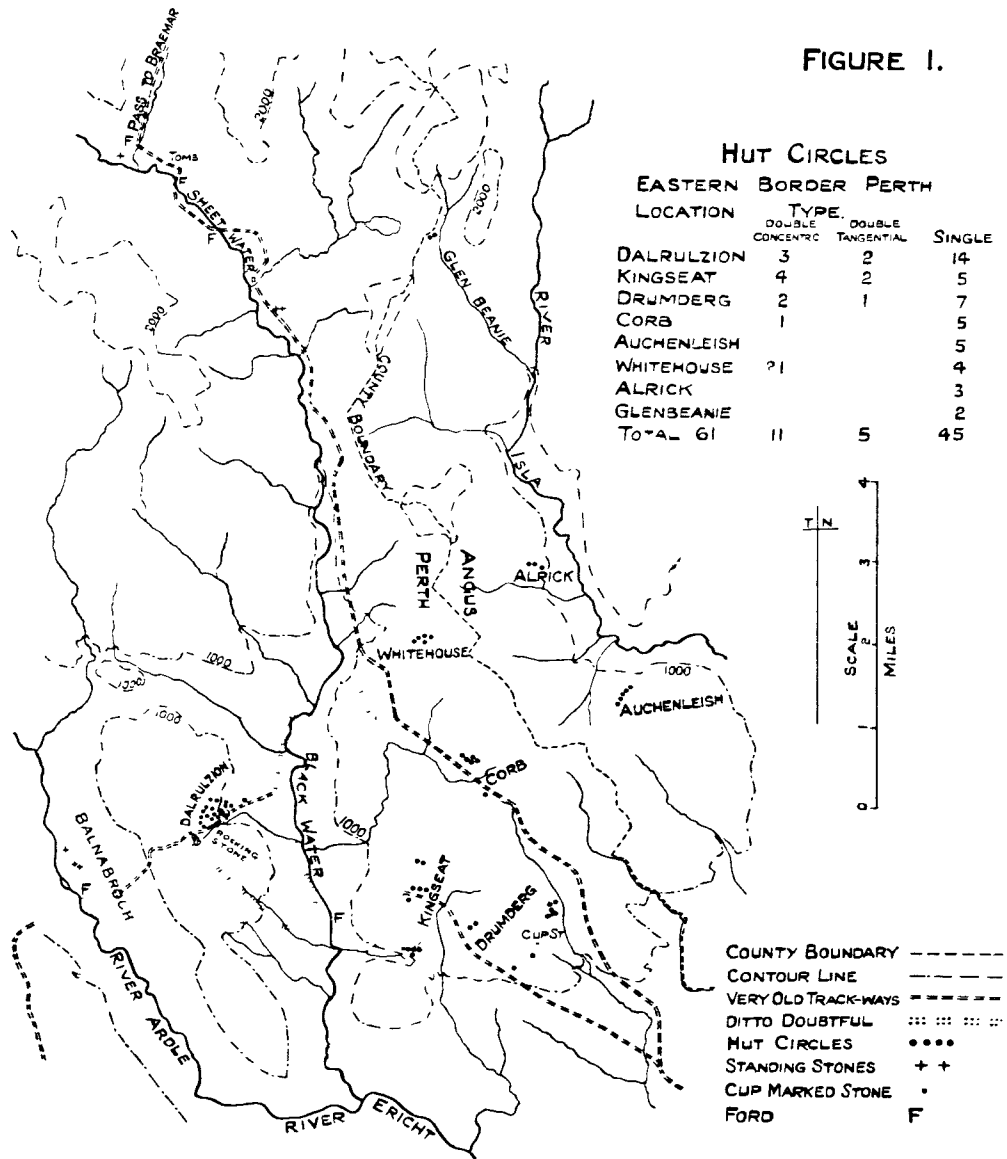 FIGURE 1.
HUT CIRCLES
EASTERN BORDER PERTH
LOCATION TYPE.
DOUBLE CONCENTRC DOUBLE TANGENTIAL SINGLE
DALRULZION 3 2 14
KINGSEAT 4 2 5
DRUMDERG 2 1 7
CORB 1 5
AUCHENLEISH 5
WHITEHOUSE ?1 4
ALRICK 3
GLENBEANIE 2
TOTAL 61 11 5 45
PASS TO BRAEMAR
F
TOMB
F
SHEET WATER
F
2000
2000
3000
GLEN BEANIE
RIVER
ISLA
COUNTY BOUNDARY
PERTH
ANGUS
ALRICK
WHITEHOUSE
AUCHENLEISH
1000
1000
1000
1000
1000
T N
SCALE
MILES
4
3
2
1
0
CORB
BLACK WATER
DALRULZION
ROCKING STONE
BALNABROCH
F
F
KINGSEAT
DRUMDERG
CUP ST
RIVER ARDLE
RIVER ERICHT
COUNTY BOUNDARY
CONTOUR LINE
VERY OLD TRACK-WAYS
DITTO DOUBTFUL
HUT CIRCLES
STANDING STONES
CUP MARKED STONE
FORD F